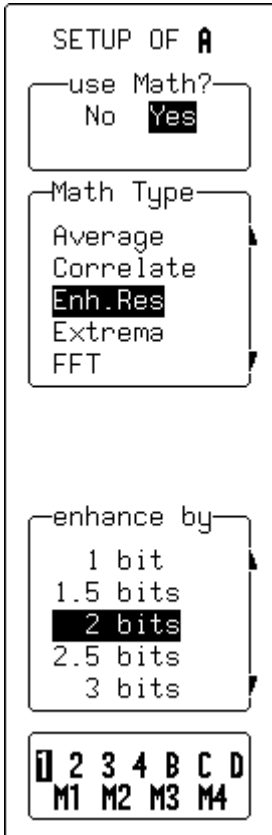 SETUP OF A
use Math?
No Yes
Math Type
Average
Correlate
Enh.Res
Extrema
FFT
enhance by
1 bit
1.5 bits
2 bits
2.5 bits
3 bits
1 2 3 4 B C D
M1 M2 M3 M4